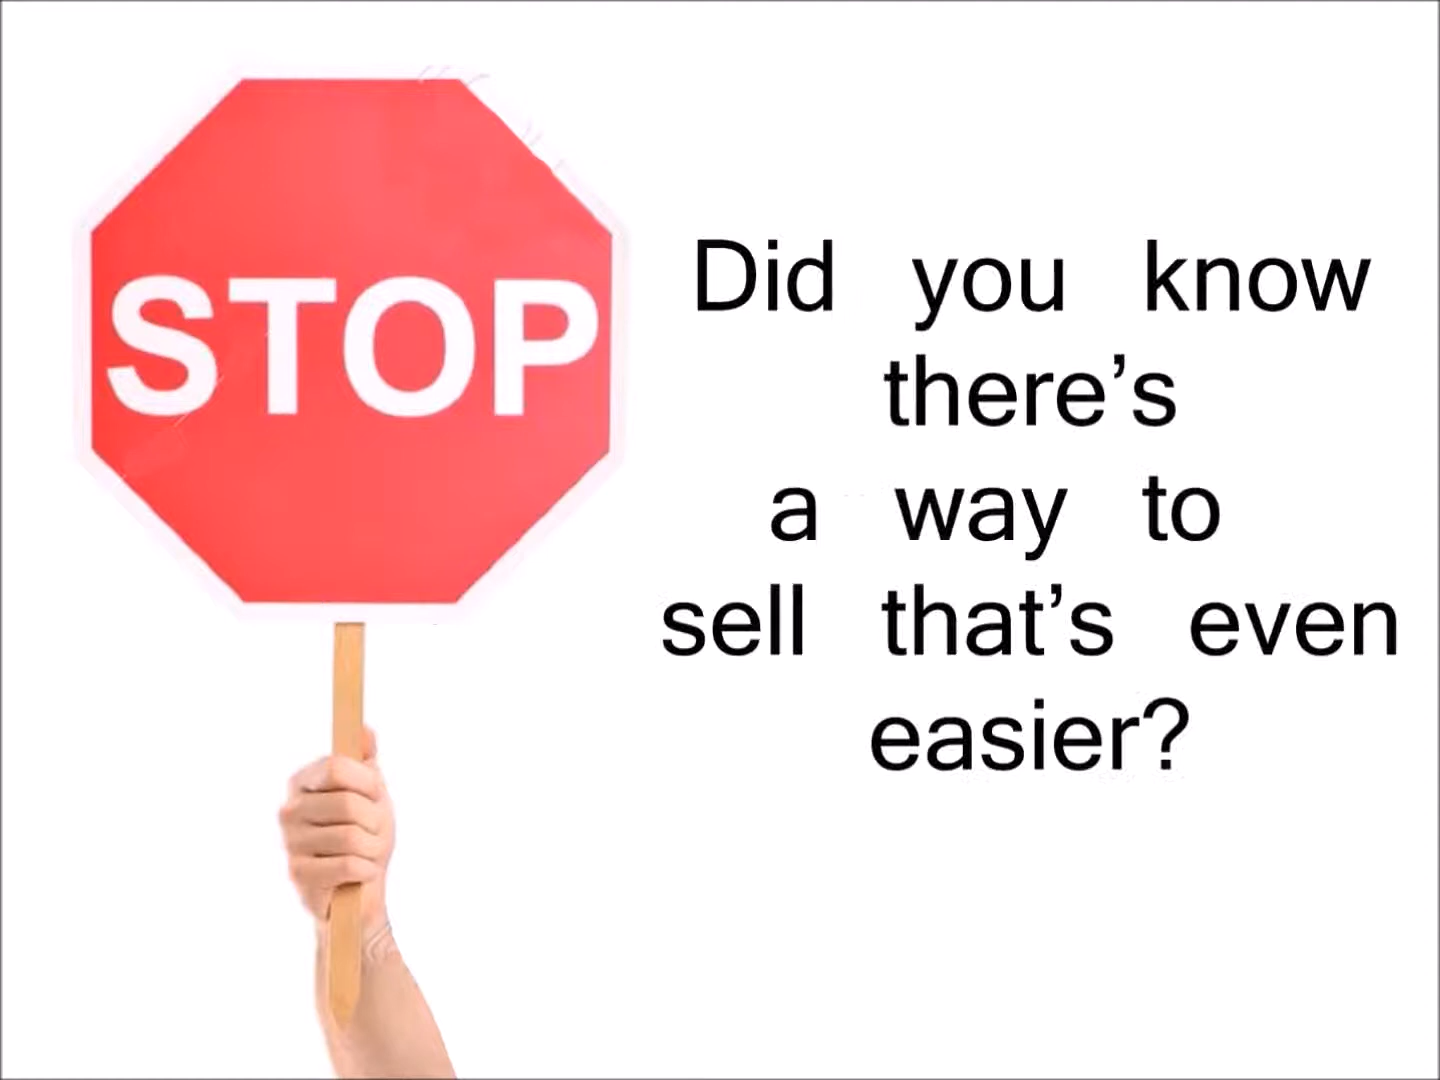 STOP
Did you know
there’s
a way to
sell that’s even
easier?